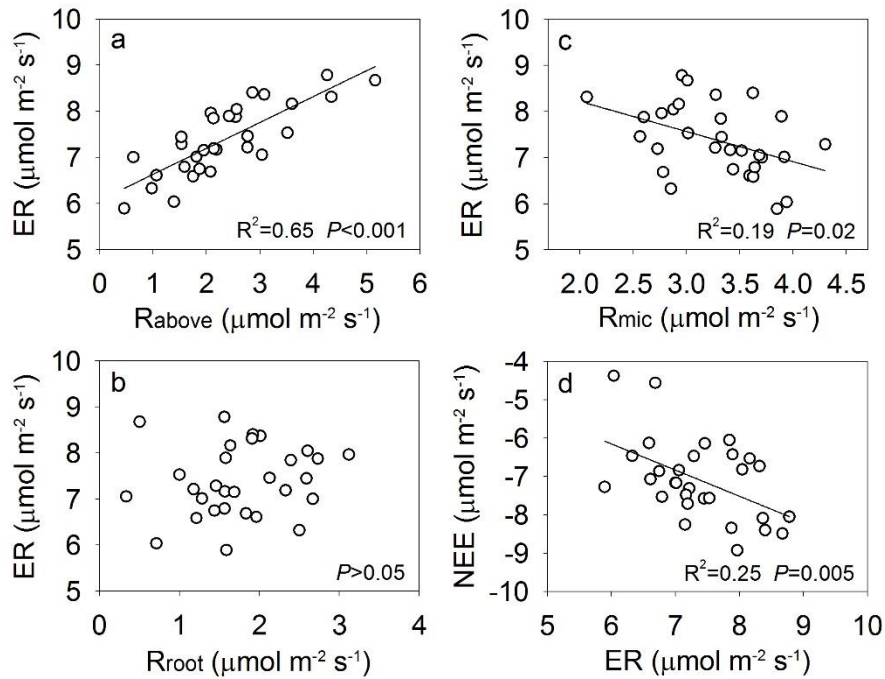 a
ER (μmol m⁻² s⁻¹)
10
9
8
7
6
5
0 1 2 3 4 5 6
R²=0.65 P<0.001
Rabove (μmol m⁻² s⁻¹)
c
ER (μmol m⁻² s⁻¹)
10
9
8
7
6
5
2.0 2.5 3.0 3.5 4.0 4.5
R²=0.19 P=0.02
Rmic (μmol m⁻² s⁻¹)
b
ER (μmol m⁻² s⁻¹)
10
9
8
7
6
5
0 1 2 3 4
P>0.05
Rroot (μmol m⁻² s⁻¹)
d
NEE (μmol m⁻² s⁻¹)
-4
-5
-6
-7
-8
-9
-10
5 6 7 8 9 10
R²=0.25 P=0.005
ER (μmol m⁻² s⁻¹)